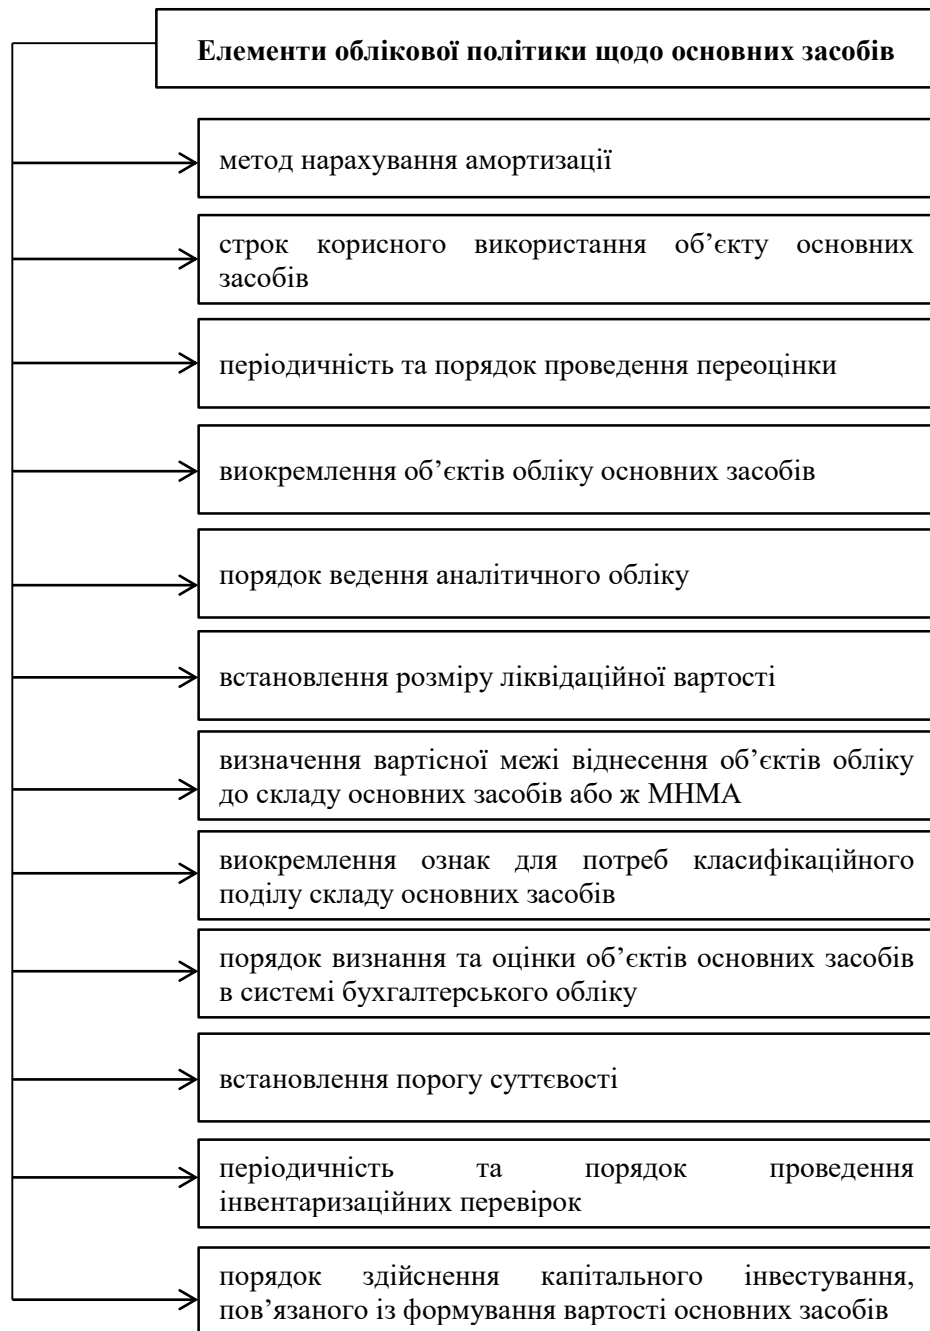 Елементи облікової політики щодо основних засобів
метод нарахування амортизації
строк корисного використання об’єкту основних
засобів
періодичність та порядок проведення переоцінки
виокремлення об’єктів обліку основних засобів
порядок ведення аналітичного обліку
встановлення розміру ліквідаційної вартості
визначення вартісної межі віднесення об’єктів обліку
до складу основних засобів або ж МНМА
виокремлення ознак для потреб класифікаційного
поділу складу основних засобів
порядок визнання та оцінки об’єктів основних засобів
в системі бухгалтерського обліку
встановлення порогу суттєвості
періодичність та порядок проведення
інвентаризаційних перевірок
порядок здійснення капітального інвестування,
пов’язаного із формування вартості основних засобів